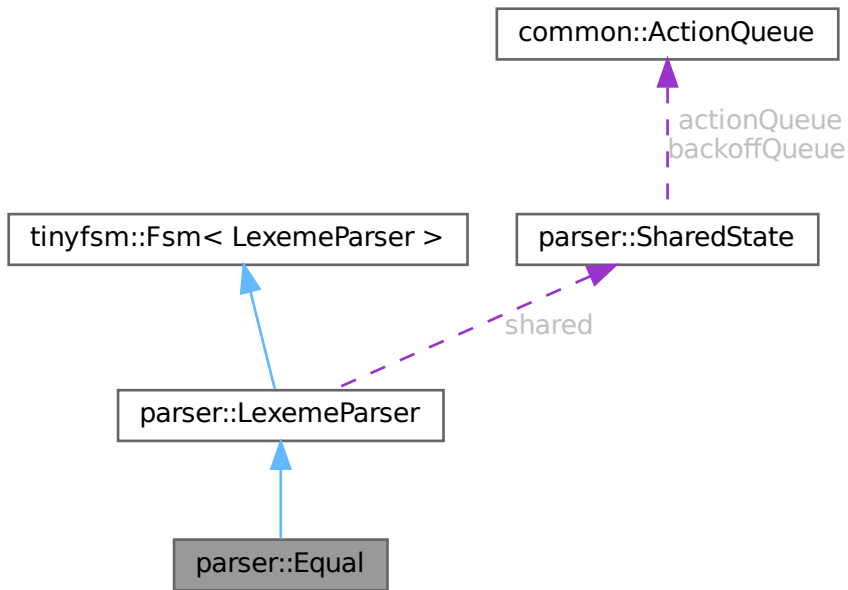 common::ActionQueue
actionQueue
backoffQueue
tinyfsm::Fsm< LexemeParser >
parser::SharedState
shared
parser::LexemeParser
parser::Equal